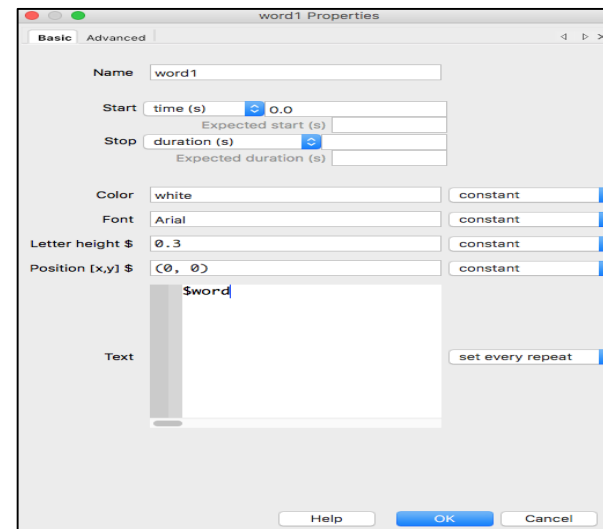 word1 Properties
Basic Advanced
Name word1
Start time (s) 0.0
Expected start (s)
Stop duration (s)
Expected duration (s)
Color white constant
Font Arial constant
Letter height $ 0.3 constant
Position [x,y] $ (0, 0) constant
$word
Text set every repeat
Help OK Cancel